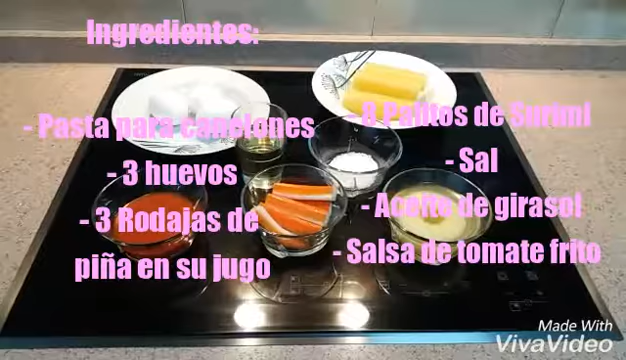 Ingredientes:
- Pasta para canelones
- 3 huevos
- 3 Rodajas de
piña en su jugo
- 8 Palitos de Surimi
- Sal
- Aceite de girasol
- Salsa de tomate frito
Made With
VivaVideo